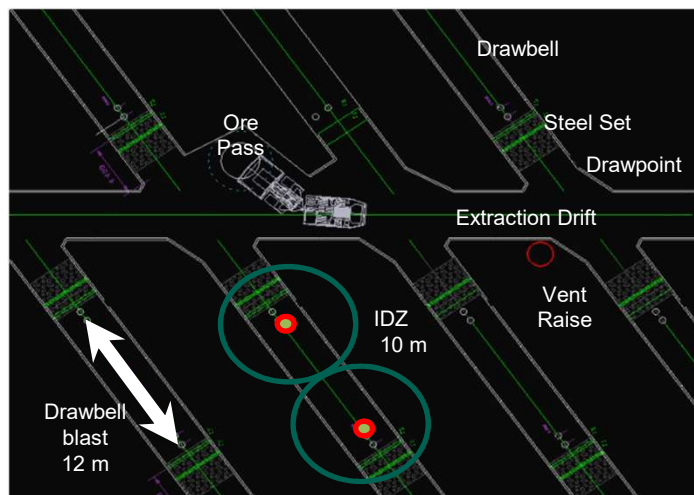 Drawbell
Ore
Pass
Steel Set
Drawpoint
Extraction Drift
Vent
Raise
IDZ
10 m
Drawbell
blast
12 m